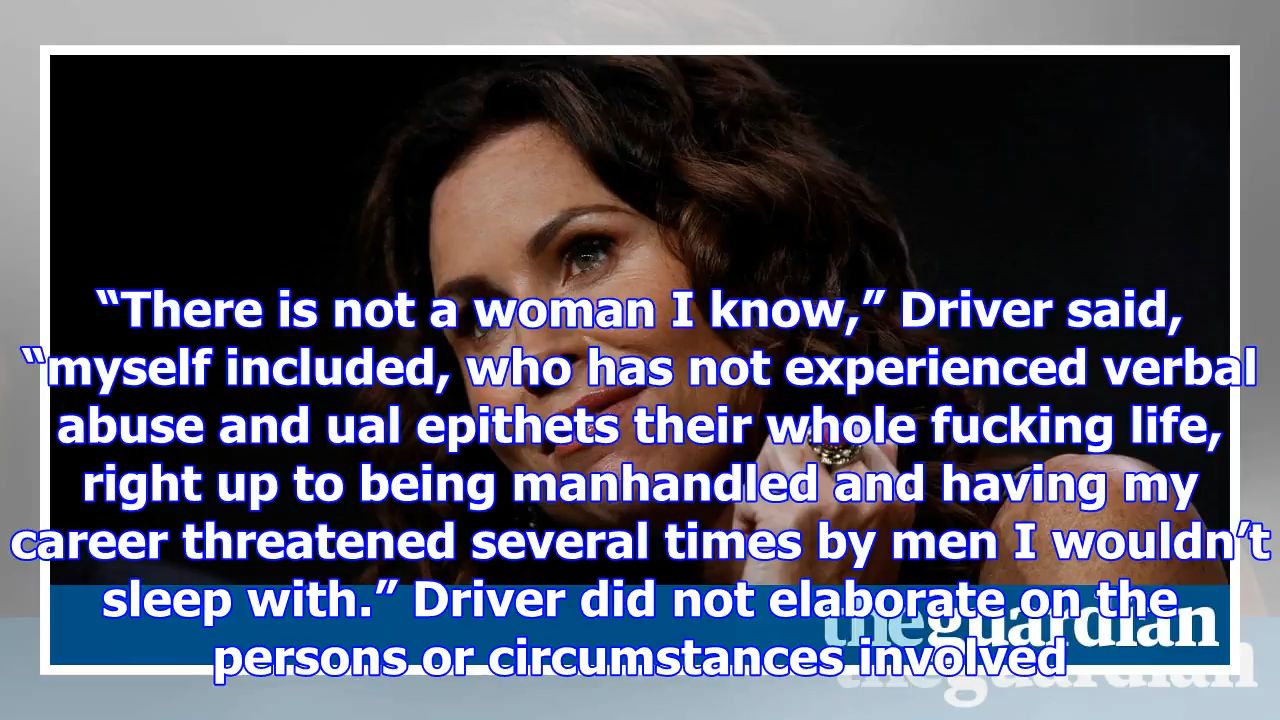 “There is not a woman I know,” Driver said,
“myself included, who has not experienced verbal
abuse and ual epithets their whole fucking life,
right up to being manhandled and having my
career threatened several times by men I wouldn’t
sleep with.” Driver did not elaborate on the
persons or circumstances involved
theguardian
theguardian